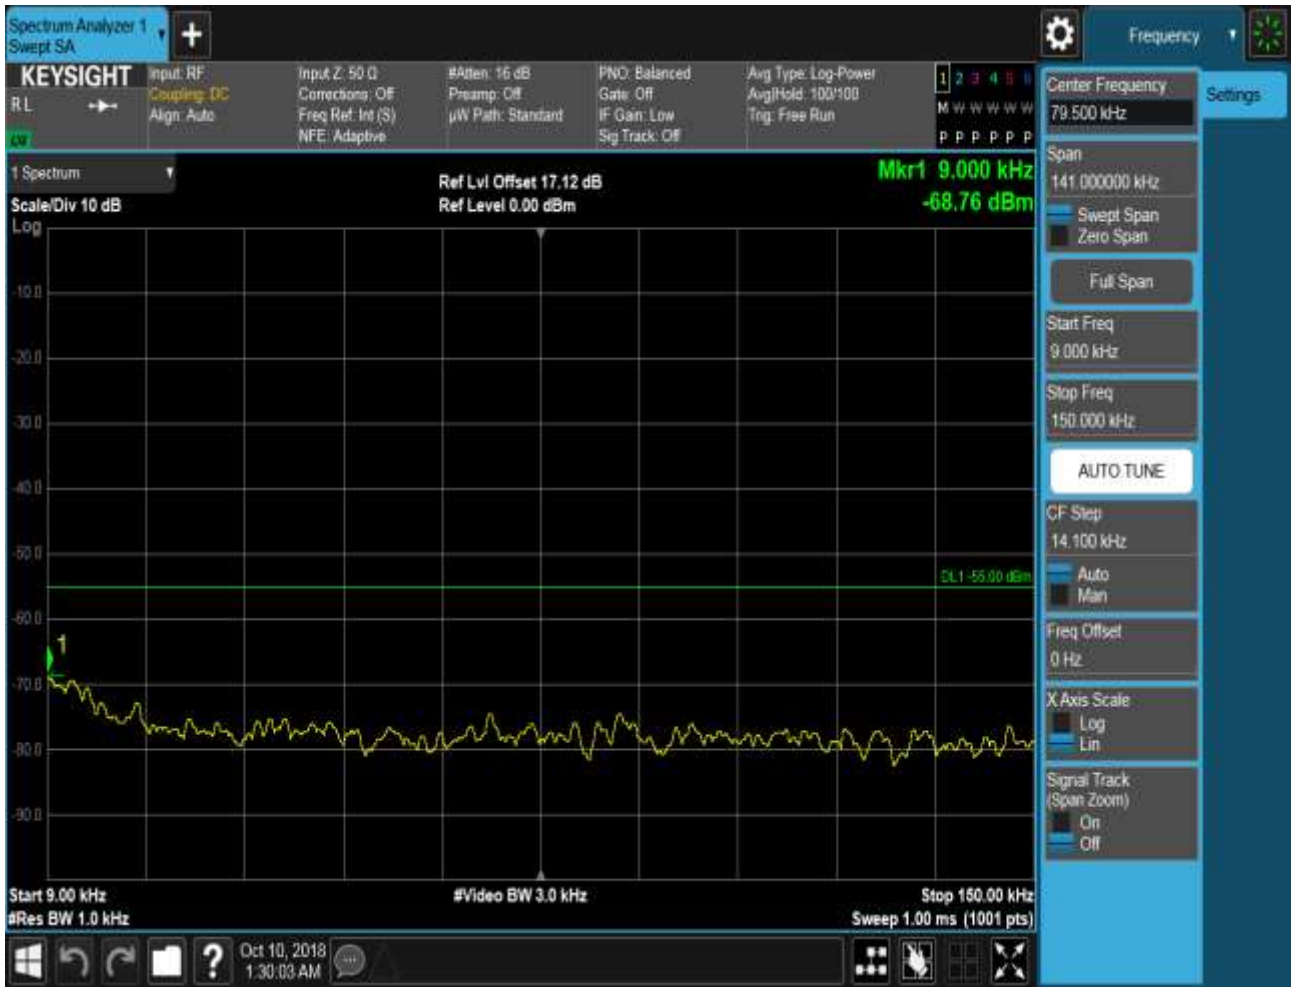 Spectrum Analyzer 1
Swept SA
+
Frequency
KEYSIGHT
RL
LXI
Input: RF
Coupling: DC
Align: Auto
Input Z: 50 Ω
Corrections: Off
Freq Ref: Int (S)
NFE: Adaptive
#Atten: 16 dB
Preamp: Off
µW Path: Standard
PNO: Balanced
Gate: Off
IF Gain: Low
Sig Track: Off
Avg Type: Log-Power
Avg|Hold: 100/100
Trig: Free Run
1 2 3 4 5 6
M W W W W W
P P P P P P
1 Spectrum
Scale/Div 10 dB
Log
Ref Lvl Offset 17.12 dB
Ref Level 0.00 dBm
Mkr1 9.000 kHz
-68.76 dBm
-10.0
-20.0
-30.0
-40.0
-50.0
-60.0
-70.0
-80.0
-90.0
DL1 -55.00 dBm
1
Start 9.00 kHz
#Res BW 1.0 kHz
#Video BW 3.0 kHz
Stop 150.00 kHz
Sweep 1.00 ms (1001 pts)
Center Frequency
79.500 kHz
Settings
Span
141.000000 kHz
Swept Span
Zero Span
Full Span
Start Freq
9.000 kHz
Stop Freq
150.000 kHz
AUTO TUNE
CF Step
14.100 kHz
Auto
Man
Freq Offset
0 Hz
X Axis Scale
Log
Lin
Signal Track
(Span Zoom)
On
Off
?
Oct 10, 2018
1:30:03 AM